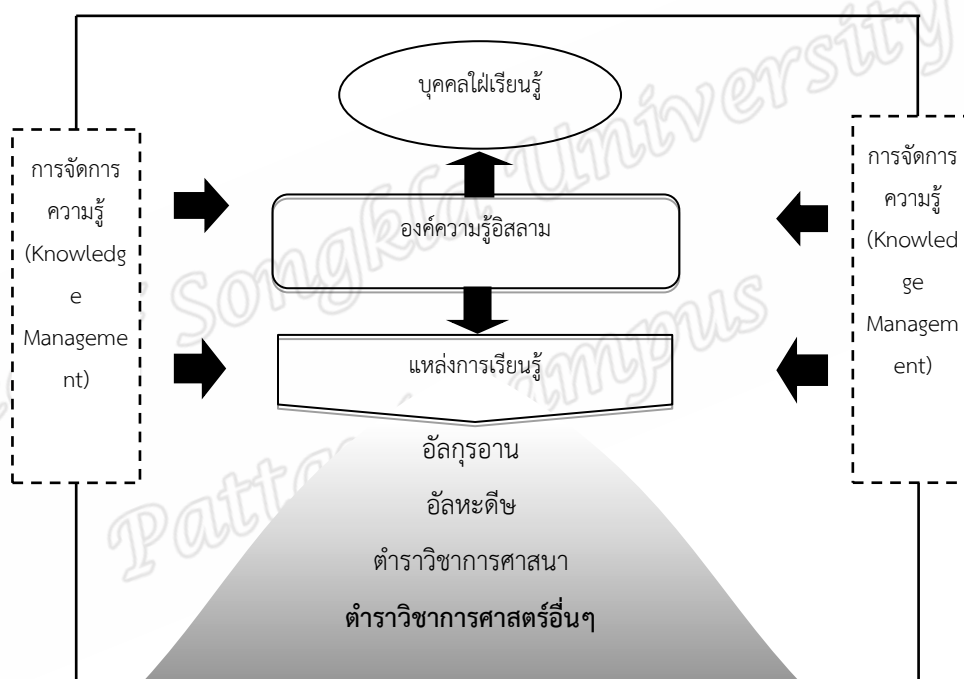 บุคคลใฝ่เรียนรู้
การจัดการ
ความรู้
(Knowledg
e
Manageme
nt)
องค์ความรู้อิสลาม
แหล่งการเรียนรู้
การจัดการ
ความรู้
(Knowled
ge
Managem
ent)
อัลกุรอาน
อัลหะดีษ
ตำราวิชาการศาสนา
ตำราวิชาการศาสตร์อื่นๆ
Songkla University
Campus